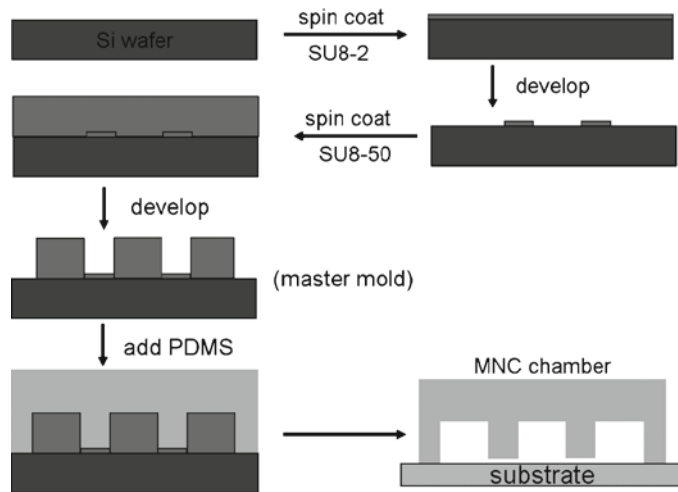 Si wafer
spin coat
SU8-2
develop
spin coat
SU8-50
develop
(master mold)
add PDMS
MNC chamber
substrate